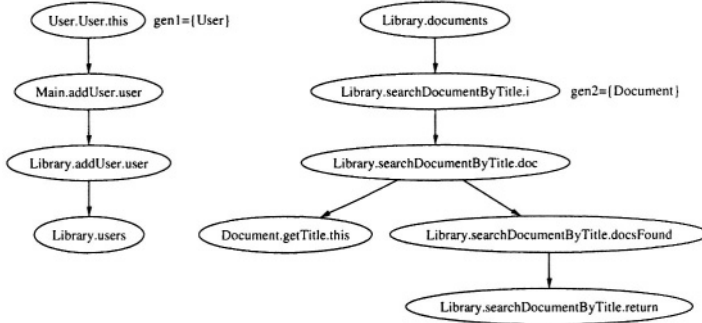 User.User.this gen1={User}
Library.documents
Main.addUser.user
Library.searchDocumentByTitle.i gen2={Document}
Library.addUser.user
Library.searchDocumentByTitle.doc
Library.users
Document.getTitle.this
Library.searchDocumentByTitle.docsFound
Library.searchDocumentByTitle.return